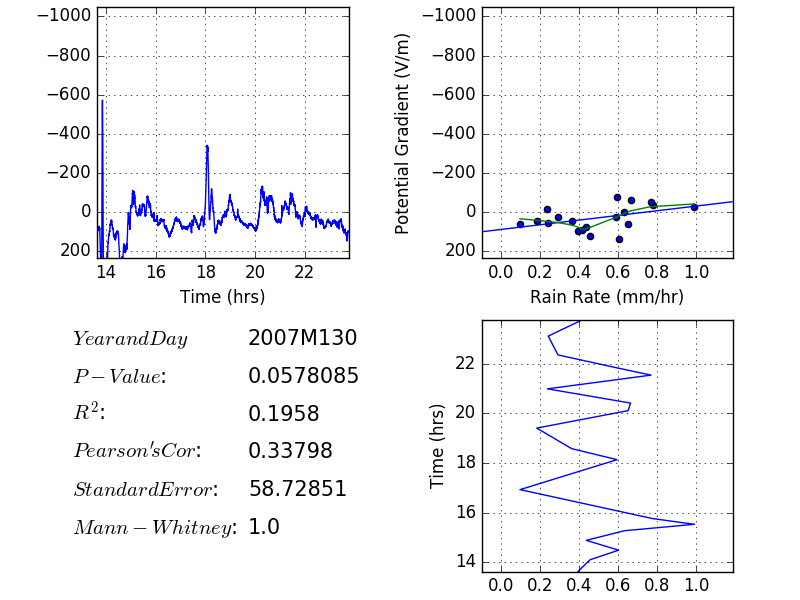 −1000
−800
−600
−400
−200
0
200
14 16 18 20 22
Time (hrs)
Potential Gradient (V/m)
−1000
−800
−600
−400
−200
0
200
0.0 0.2 0.4 0.6 0.8 1.0
Rain Rate (mm/hr)
YearandDay 2007M130
P−Value: 0.0578085
R²: 0.1958
Pearson'sCor: 0.33798
StandardError: 58.72851
Mann−Whitney: 1.0
Time (hrs)
22
20
18
16
14
0.0 0.2 0.4 0.6 0.8 1.0